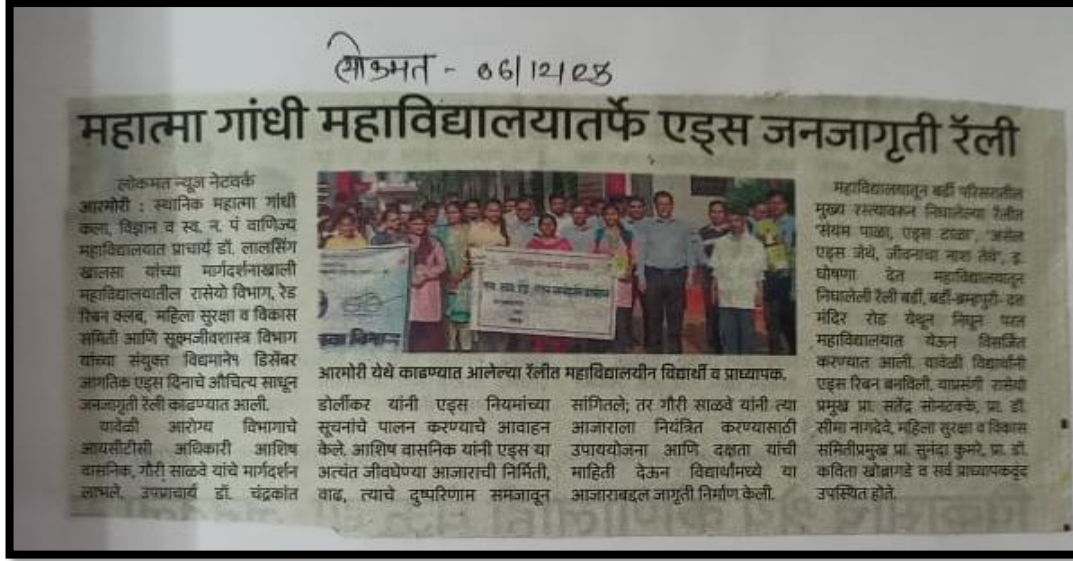 लोकमत - 06/12/23
महात्मा गांधी महाविद्यालयातर्फे एड्स जनजागृती रॅली
लोकमत न्यूज नेटवर्क
आरमोरी : स्थानिक महात्मा गांधी
कला, विज्ञान व स्व. न. पं वाणिज्य
महाविद्यालयात प्राचार्य डॉ. लालसिंग
खालसा यांच्या मार्गदर्शनाखाली
महाविद्यालयातील रासेयो विभाग, रेड
रिबन क्लब, महिला सुरक्षा व विकास
समिती आणि सूक्ष्मजीवशास्त्र विभाग
यांच्या संयुक्त विद्यमाने१ डिसेंबर
जागतिक एड्स दिनाचे औचित्य साधून
जनजागृती रॅली काढण्यात आली.
यावेळी आरोग्य विभागाचे
आयसीटीसी अधिकारी आशिष
वासनिक, गौरी साळवे यांचे मार्गदर्शन
लाभले. उपप्राचार्य डॉ. चंद्रकांत
आरमोरी येथे काढण्यात आलेल्या रॅलीत महाविद्यालयीन विद्यार्थी व प्राध्यापक.
डोर्लीकर यांनी एड्स नियमांच्या
सूचनांचे पालन करण्याचे आवाहन
केले. आशिष वासनिक यांनी एड्स या
अत्यंत जीवघेण्या आजाराची निर्मिती,
वाढ, त्याचे दुष्परिणाम समजावून
सांगितले; तर गौरी साळवे यांनी त्या
आजाराला नियंत्रित करण्यासाठी
उपाययोजना आणि दक्षता यांची
माहिती देऊन विद्यार्थांमध्ये या
आजाराबद्दल जागृती निर्माण केली.
महाविद्यालयातून बर्डी परिसरातील
मुख्य रस्त्यावरून निघालेल्या रॅलीत
'संयम पाळा, एड्स टाळा', 'असेल
एड्स जेथे, जीवनाचा नाश तेथे', इ.
घोषणा देत महाविद्यालयातून
निघालेली रॅली बर्डी, बर्डी-ब्रम्हपुरी- दत्त
मंदिर रोड येथून निघून परत
महाविद्यालयात येऊन विसर्जित
करण्यात आली. यावेळी विद्यार्थांनी
एड्स रिबन बनविली. याप्रसंगी रासेयो
प्रमुख प्रा. सतेंद्र सोनटक्के, प्रा. डॉ.
सीमा नागदेवे, महिला सुरक्षा व विकास
समितीप्रमुख प्रा. सुनंदा कुमरे, प्रा. डॉ.
कविता खोब्रागडे व सर्व प्राध्यापकवृंद
उपस्थित होते.